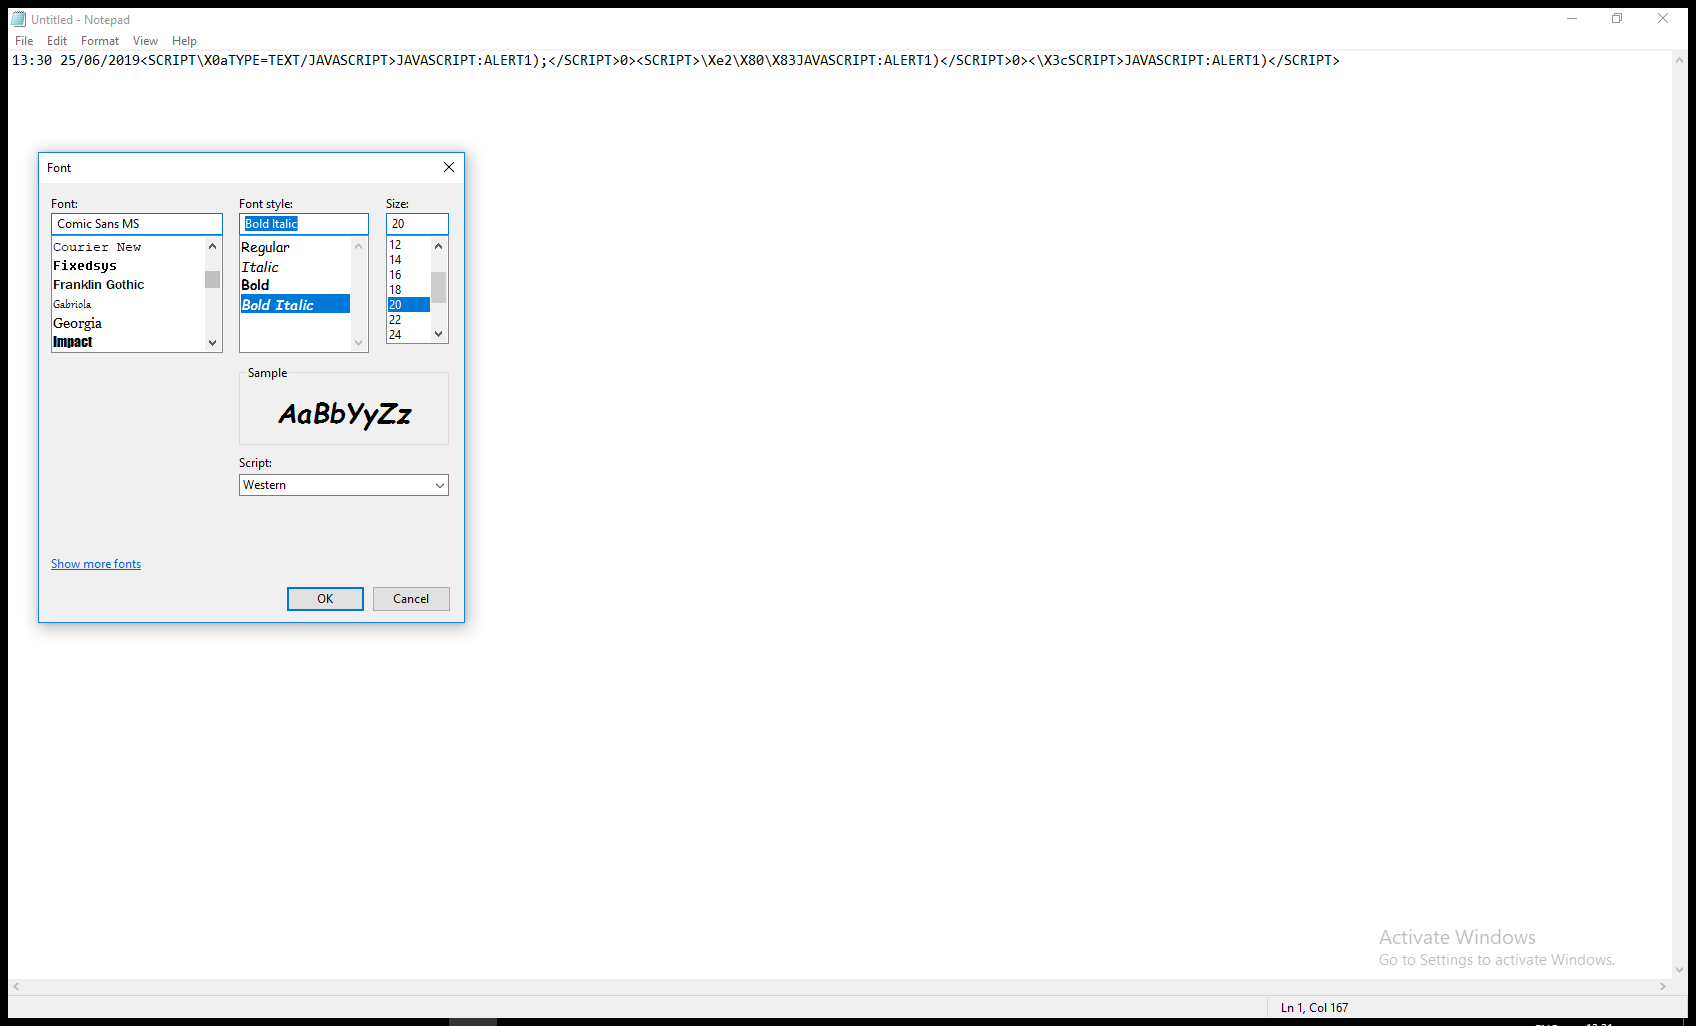 Untitled - Notepad
File Edit Format View Help
13:30 25/06/2019<SCRIPT\X0aTYPE=TEXT/JAVASCRIPT>JAVASCRIPT:ALERT1);</SCRIPT>0><SCRIPT>\Xe2\X80\X83JAVASCRIPT:ALERT1)</SCRIPT>0><\X3cSCRIPT>JAVASCRIPT:ALERT1)</SCRIPT>
Font
Font:
Comic Sans MS
Courier New
Fixedsys
Franklin Gothic
Gabriola
Georgia
Impact
Font style:
Bold Italic
Regular
Italic
Bold
Bold Italic
Size:
20
12
14
16
18
20
22
24
Sample
AaBbYyZz
Script:
Western
Show more fonts
OK Cancel
Activate Windows
Go to Settings to activate Windows.
Ln 1, Col 167